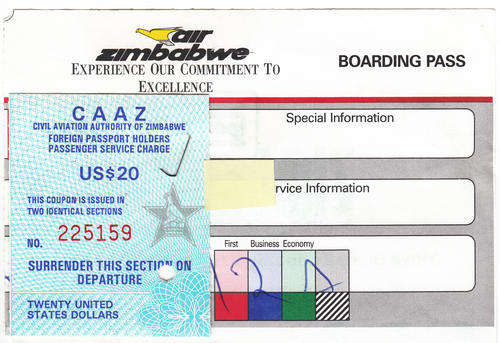 air
zimbabwe
EXPERIENCE OUR COMMITMENT TO
EXCELLENCE
BOARDING PASS
CAAZ
CIVIL AVIATION AUTHORITY OF ZIMBABWE
FOREIGN PASSPORT HOLDERS
PASSENGER SERVICE CHARGE
US$20
THIS COUPON IS ISSUED IN
TWO IDENTICAL SECTIONS
NO. 225159
SURRENDER THIS SECTION ON
DEPARTURE
TWENTY UNITED
STATES DOLLARS
Special Information
rvice Information
First Business Economy
12